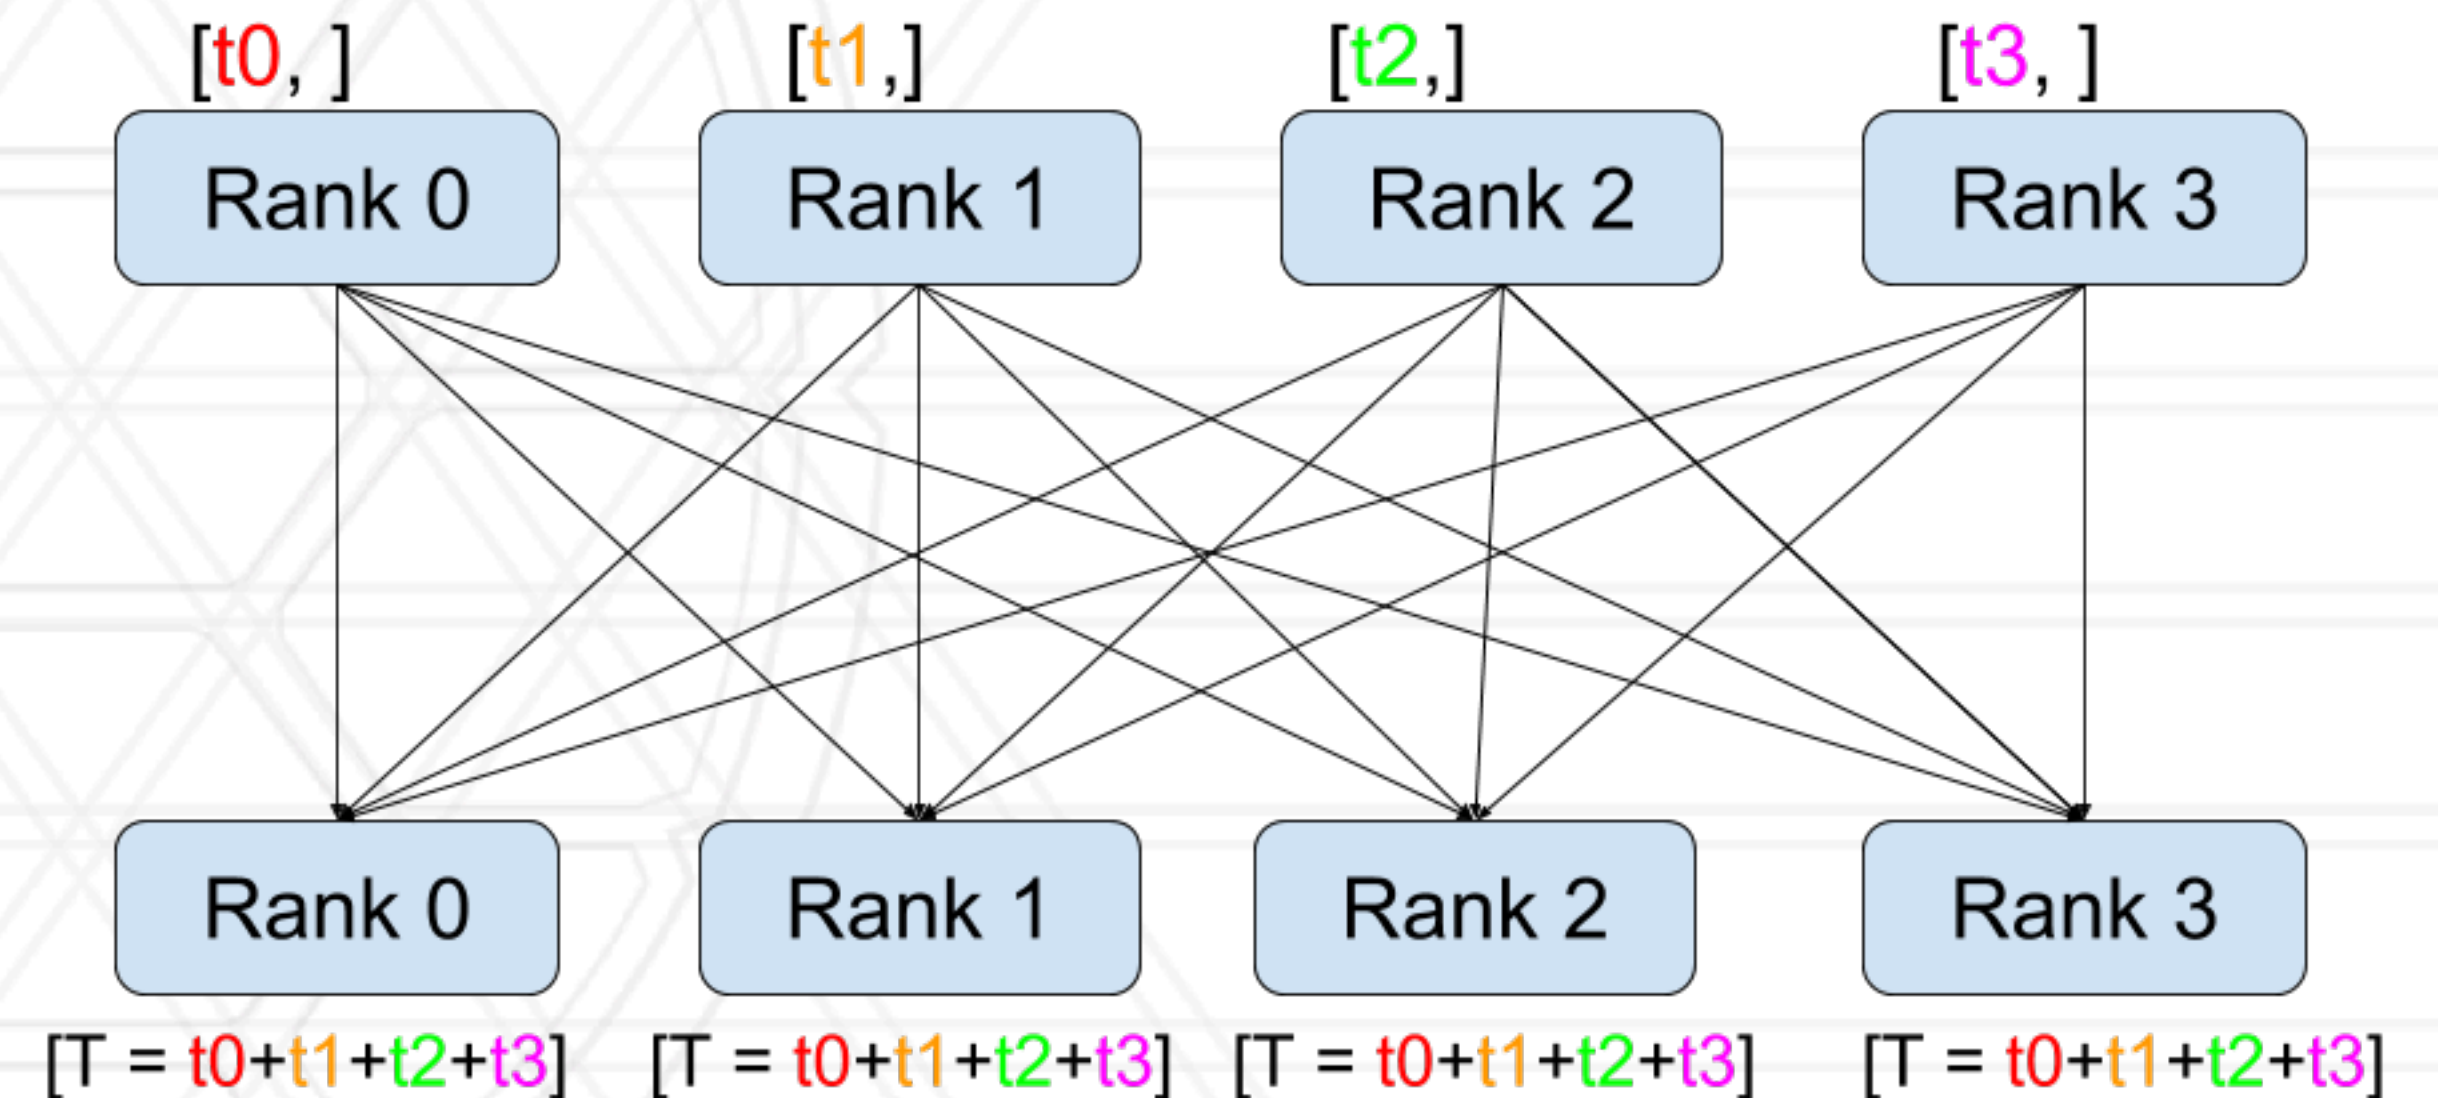 [t0, ] [t1,] [t2,] [t3, ]
Rank 0 Rank 1 Rank 2 Rank 3
Rank 0 Rank 1 Rank 2 Rank 3
[T = t0+t1+t2+t3] [T = t0+t1+t2+t3] [T = t0+t1+t2+t3] [T = t0+t1+t2+t3]